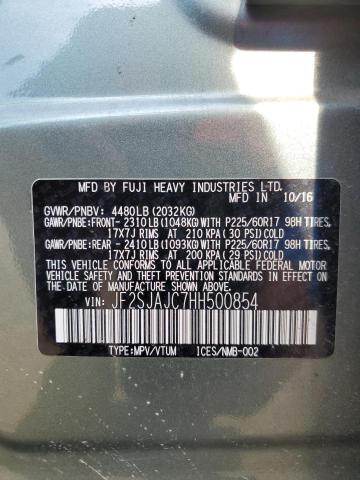 MFD BY FUJI HEAVY INDUSTRIES LTD.
IN 10/16
GVWR/PNBV: 4480LB (2032KG)
GAWR/PNBE:FRONT- 2310LB (1048KG)WITH P225/60R17 98H TIRES,
17X7J RIMS AT 210 KPA (30 PSI)COLD
GAWR/PNBE:REAR - 2410LB (1093KG)WITH P225/60R17 98H TIRES,
17X7J RIMS AT 200 KPA (29 PSI)COLD
THIS VEHICLE CONFORMS TO ALL APPLICABLE FEDERAL MOTOR
VEHICLE SAFETY, BUMPER, AND THEFT PREVENTION STANDARDS
IN EFFECT ON THE DATE OF MANUFACTURE SHOWN ABOVE.
VIN: JF2SJAJC7HH500854
TYPE:MPV/VTUM ICES/NMB-002